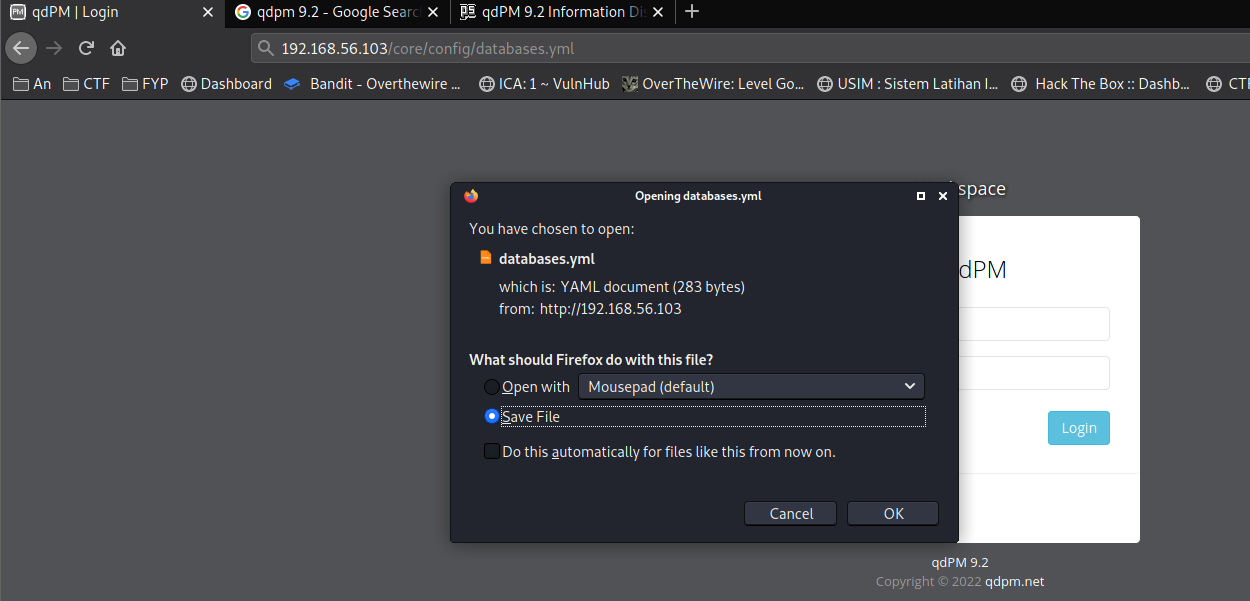 qdPM | Login
qdpm 9.2 - Google Searc
qdPM 9.2 Information Dis
192.168.56.103/core/config/databases.yml
An CTF FYP Dashboard Bandit - Overthewire ... ICA: 1 ~ VulnHub OverTheWire: Level Go... USIM : Sistem Latihan I... Hack The Box :: Dashb... CTF
space
Opening databases.yml
You have chosen to open:
databases.yml
which is: YAML document (283 bytes)
from: http://192.168.56.103
What should Firefox do with this file?
Open with Mousepad (default)
Save File
Do this automatically for files like this from now on.
Cancel OK
dPM
Login
qdPM 9.2
Copyright © 2022 qdpm.net